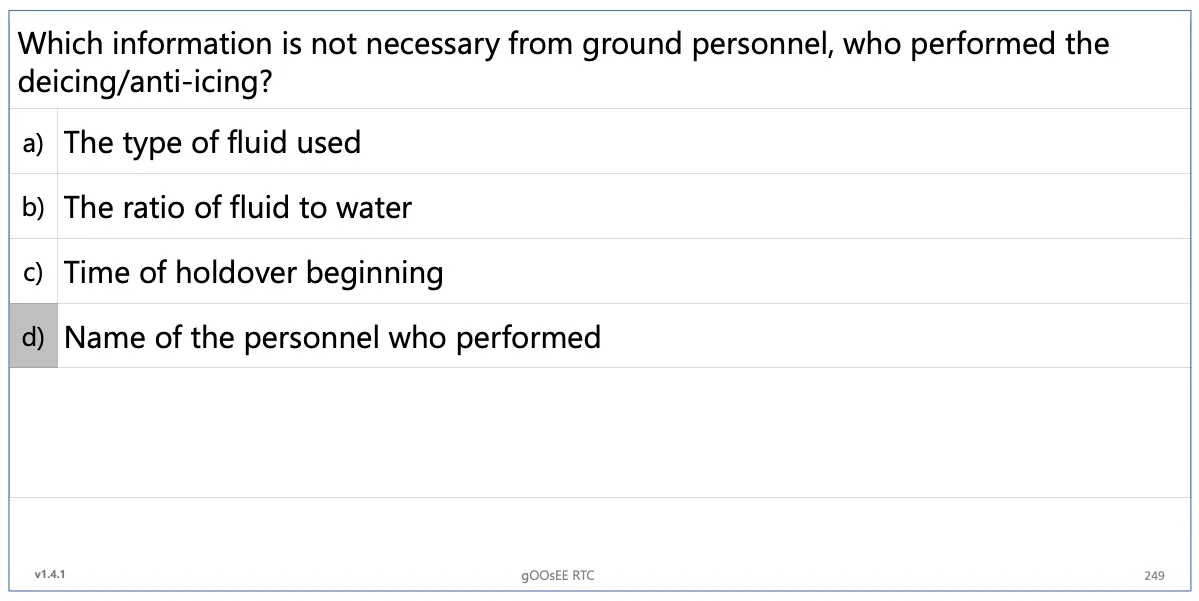 Which information is not necessary from ground personnel, who performed the
deicing/anti-icing?
a) The type of fluid used
b) The ratio of fluid to water
c) Time of holdover beginning
d) Name of the personnel who performed
v1.4.1 gOOsEE RTC 249